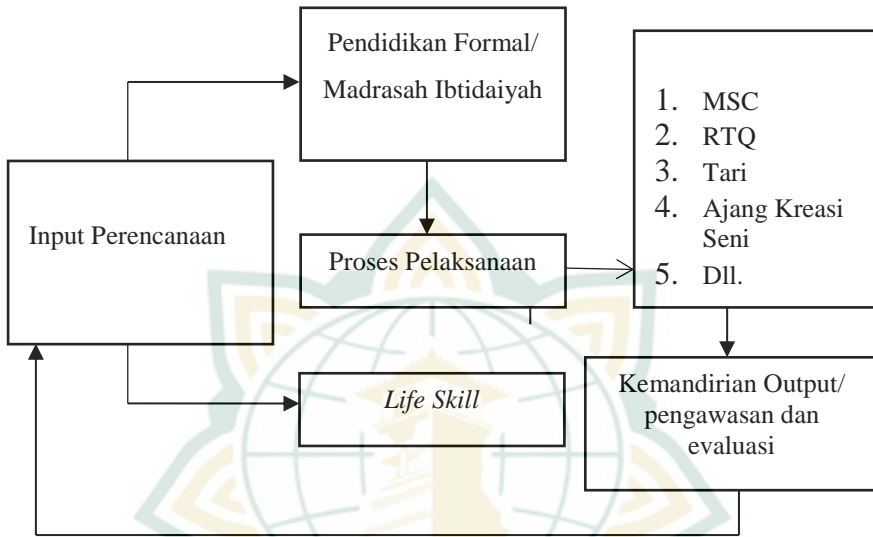 Pendidikan Formal/
Madrasah Ibtidaiyah
1. MSC
2. RTQ
3. Tari
4. Ajang Kreasi
Seni
5. Dll.
Input Perencanaan
Proses Pelaksanaan
Life Skill
Kemandirian Output/
pengawasan dan
evaluasi